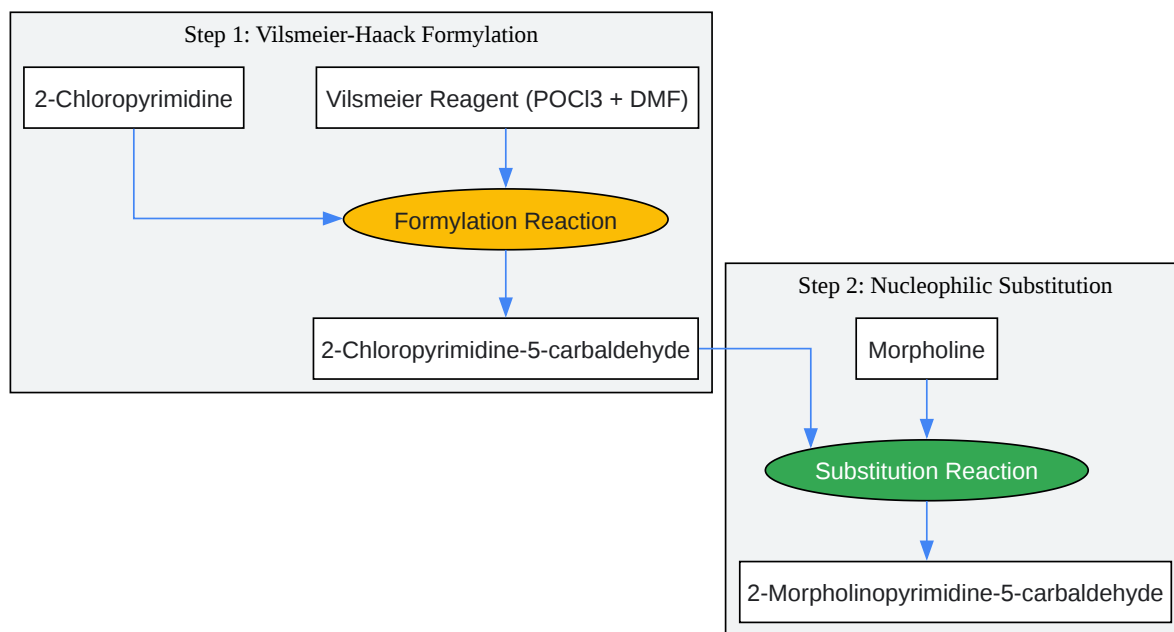 Step 1: Vilsmeier-Haack Formylation
2-Chloropyrimidine
Vilsmeier Reagent (POCl3 + DMF)
Formylation Reaction
2-Chloropyrimidine-5-carbaldehyde
Step 2: Nucleophilic Substitution
Morpholine
Substitution Reaction
2-Morpholinopyrimidine-5-carbaldehyde